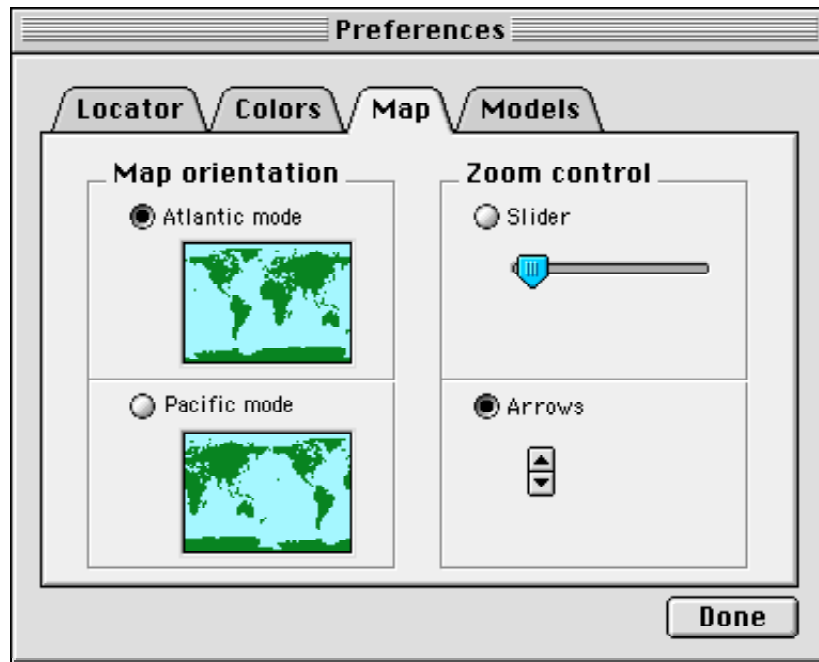 Preferences
Locator Colors Map Models
Map orientation
Atlantic mode
Pacific mode
Zoom control
Slider
Arrows
Done